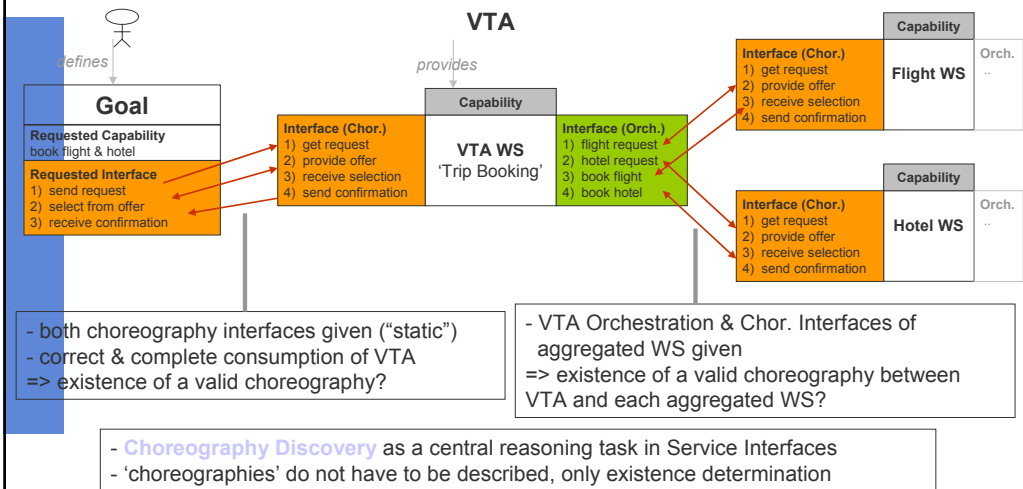 VTA
defines
provides
Goal
Requested Capability
book flight & hotel
Requested Interface
1) send request
2) select from offer
3) receive confirmation
Interface (Chor.)
1) get request
2) provide offer
3) receive selection
4) send confirmation
Capability
VTA WS
‘Trip Booking’
Interface (Orch.)
1) flight request
2) hotel request
3) book flight
4) book hotel
Interface (Chor.)
1) get request
2) provide offer
3) receive selection
4) send confirmation
Capability
Flight WS
Orch.
..
Interface (Chor.)
1) get request
2) provide offer
3) receive selection
4) send confirmation
Capability
Hotel WS
Orch.
..
- both choreography interfaces given (“static”)
- correct & complete consumption of VTA
=> existence of a valid choreography?
- VTA Orchestration & Chor. Interfaces of
aggregated WS given
=> existence of a valid choreography between
VTA and each aggregated WS?
- Choreography Discovery as a central reasoning task in Service Interfaces
- ‘choreographies’ do not have to be described, only existence determination